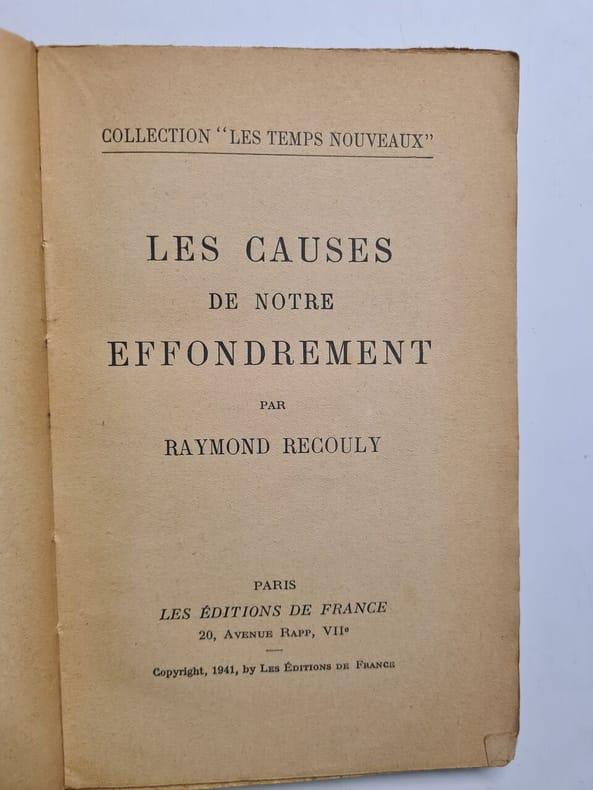 COLLECTION “LES TEMPS NOUVEAUX”
LES CAUSES
DE NOTRE
EFFONDREMENT
PAR
RAYMOND RECOULY
PARIS
LES ÉDITIONS DE FRANCE
20, AVENUE RAPP, VIIe
Copyright, 1941, by LES ÉDITIONS DE FRANCE